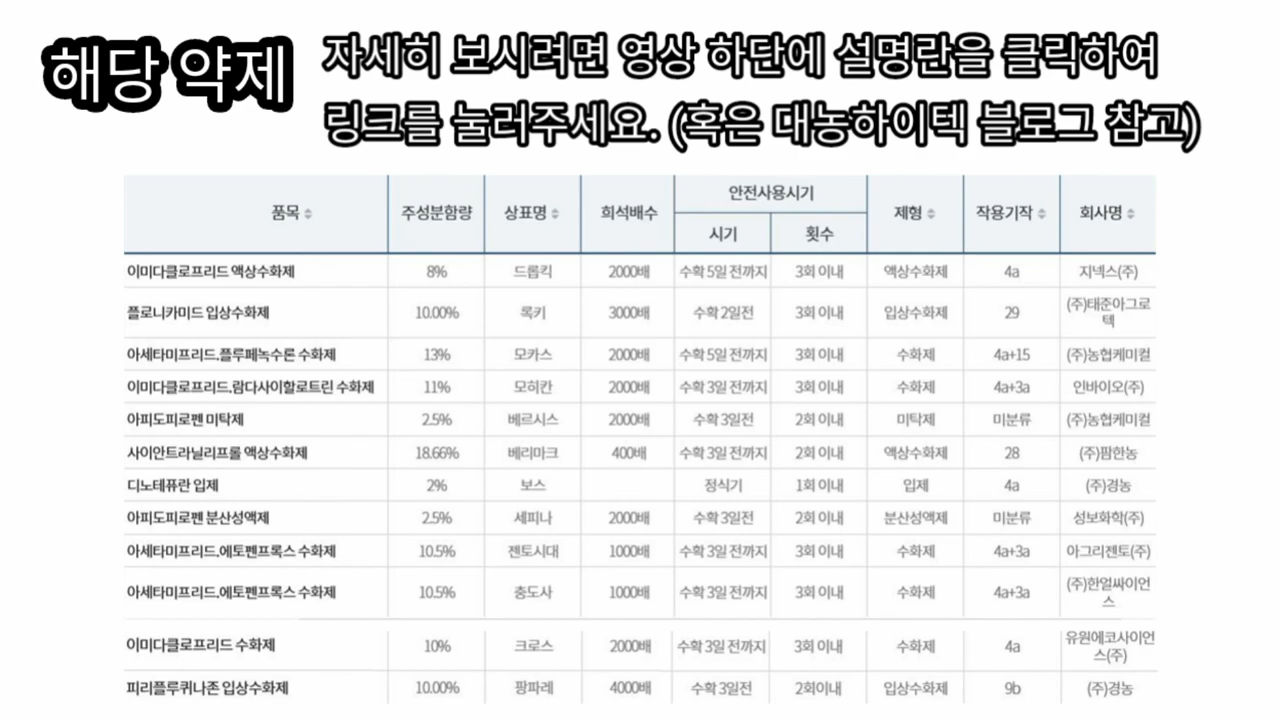 해당 약제
자세히 보시려면 영상 하단에 설명란을 클릭하여
링크를 눌러주세요. (혹은 대농하이텍 블로그 참고)
품목 주성분함량 상표명 희석배수 안전사용시기 제형 작용기작 회사명
시기 횟수
이미다클로프리드 액상수화제 8% 드롭킥 2000배 수확 5일 전까지 3회 이내 액상수화제 4a 지넥스(주)
플로니카미드 입상수화제 10.00% 록키 3000배 수확 2일전 3회 이내 입상수화제 29 (주)태준아그로텍
아세타미프리드.플루페녹수론 수화제 13% 모카스 2000배 수확 5일 전까지 3회 이내 수화제 4a+15 (주)농협케미컬
이미다클로프리드.람다사이할로트린 수화제 11% 모히칸 2000배 수확 3일 전까지 3회 이내 수화제 4a+3a 인바이오(주)
아피도피로펜 미탁제 2.5% 베르시스 2000배 수확 3일전 2회 이내 미탁제 미분류 (주)농협케미컬
사이안트라닐리프롤 액상수화제 18.66% 베리마크 400배 수확 3일 전까지 2회 이내 액상수화제 28 (주)팜한농
디노테퓨란 입제 2% 보스 정식기 1회 이내 입제 4a (주)경농
아피도피로펜 분산성액제 2.5% 세피나 2000배 수확 3일전 2회 이내 분산성액제 미분류 성보화학(주)
아세타미프리드.에토펜프록스 수화제 10.5% 젠토시대 1000배 수확 3일 전까지 3회 이내 수화제 4a+3a 아그리젠토(주)
아세타미프리드.에토펜프록스 수화제 10.5% 충도사 1000배 수확 3일 전까지 3회 이내 수화제 4a+3a (주)한얼싸이언스
이미다클로프리드 수화제 10% 크로스 2000배 수확 3일 전까지 3회 이내 수화제 4a 유원에코사이언스(주)
피리플루퀴나존 입상수화제 10.00% 팡파레 4000배 수확 3일전 2회이내 입상수화제 9b (주)경농